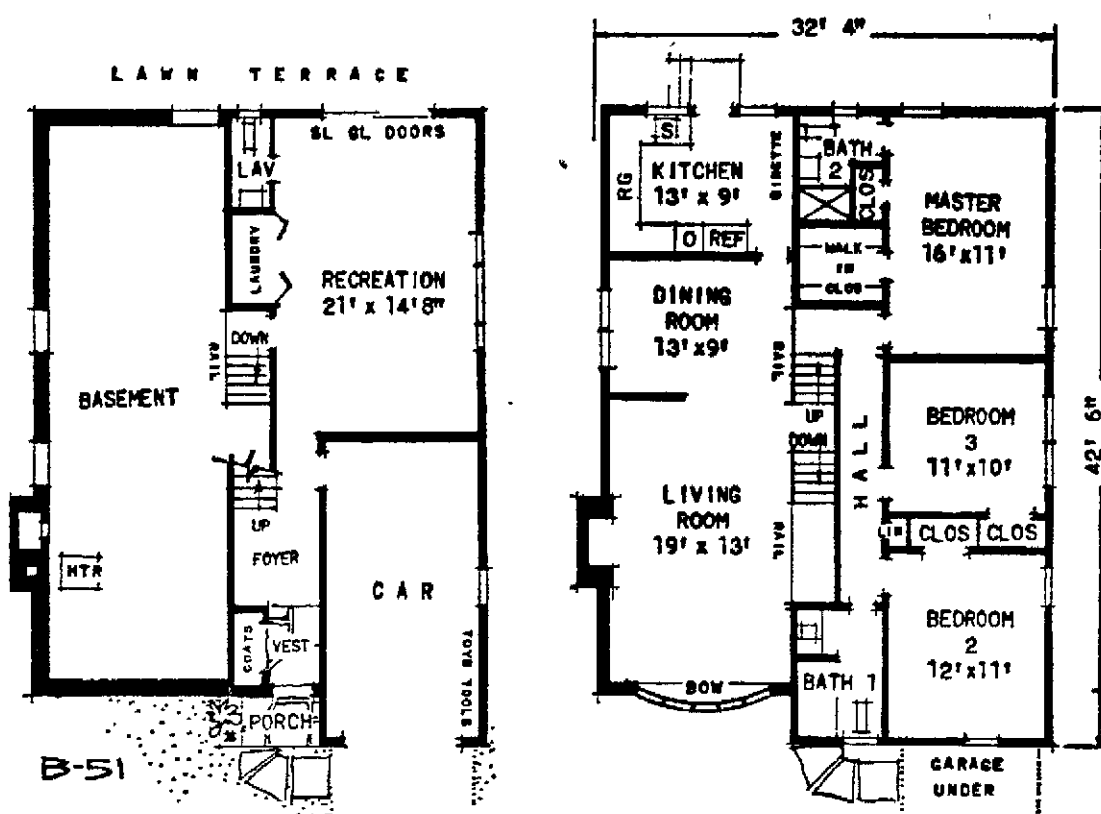 LAWN TERRACE
SL GL DOORS
LAV
LAUNDRY
RECREATION
21' x 14'8"
DOWN
RAIL
BASEMENT
UP
FOYER
HTR
CAR
COATS
VEST
TOYS TOOLS
PORCH
B-51
32' 4"
S
KITCHEN
13' x 9'
RG
DINETTE
O
REF
BATH
2
CLOS
MASTER
BEDROOM
16'x11'
WALK
IN
CLOS
DINING
ROOM
13'x9'
RAIL
UP
DOWN
HALL
BEDROOM
3
11'x10'
42' 6"
LIVING
ROOM
19' x 13'
RAIL
LIN
CLOS
CLOS
BEDROOM
2
12'x11'
BOW
BATH 1
GARAGE
UNDER